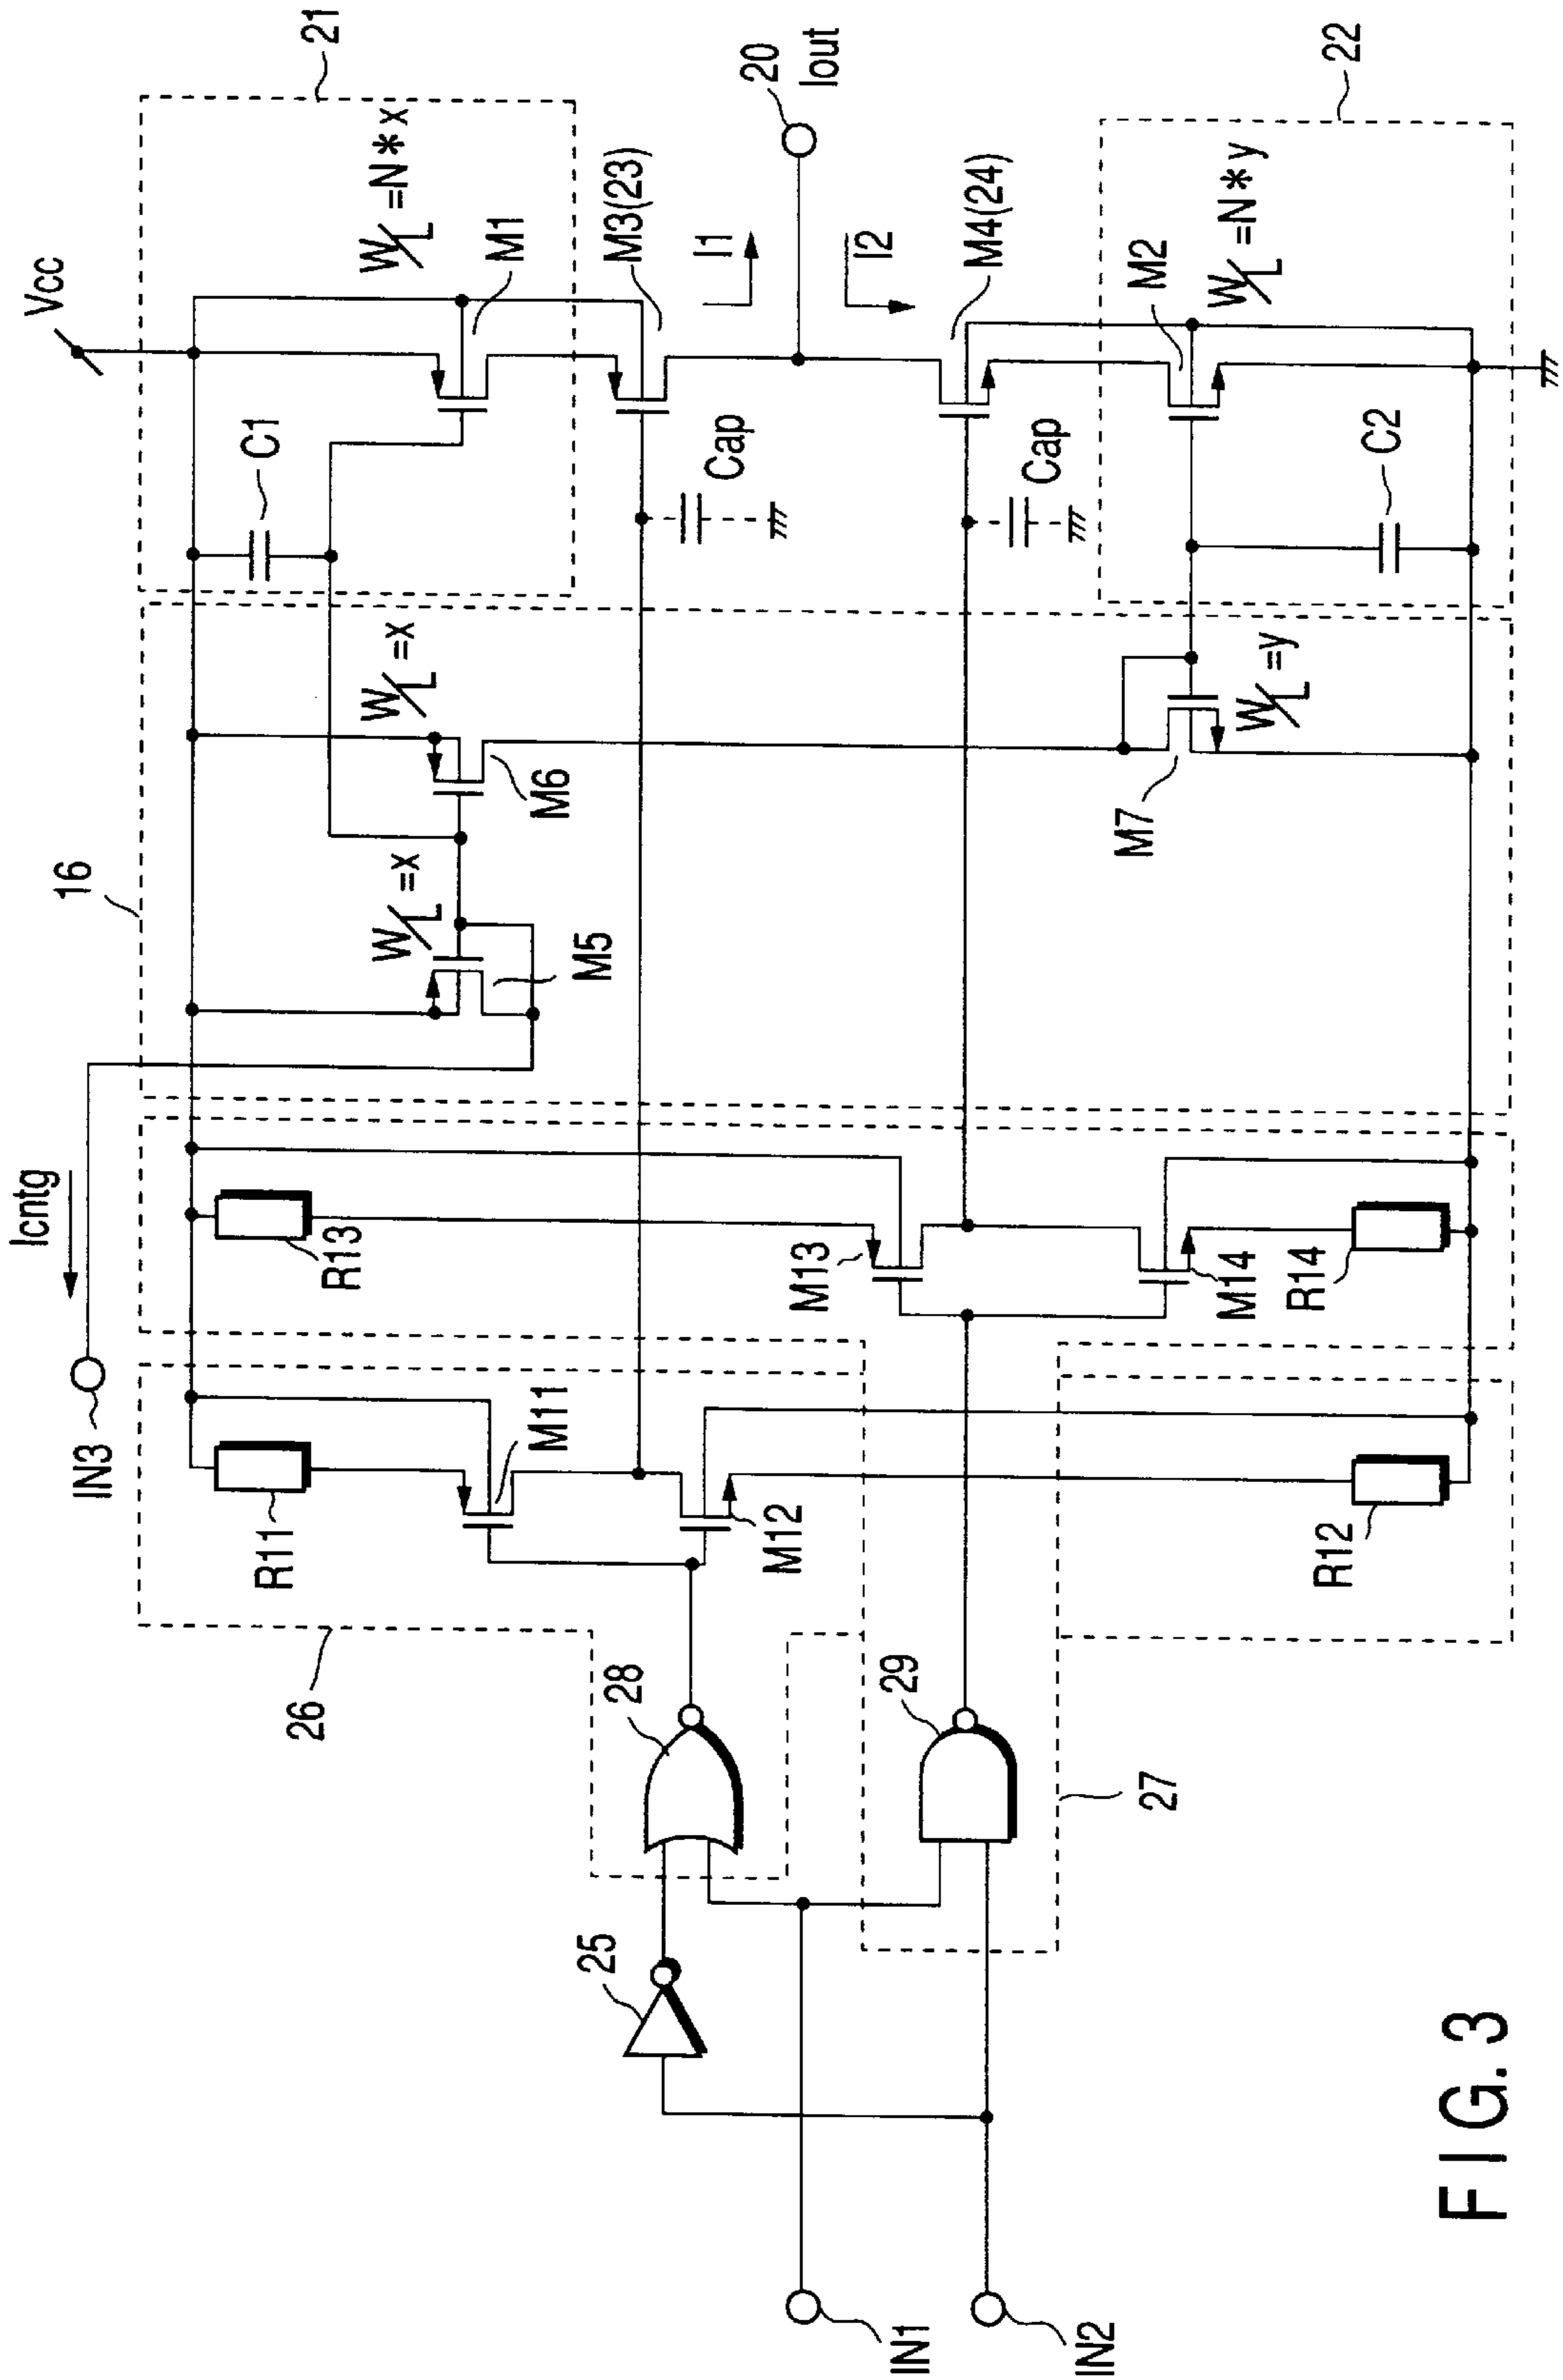 Vcc
21
W/L=N*x
C1
M1
M3(23)
I1
20
Iout
I2
Cap
M4(24)
Cap
M2
W/L=N*y
C2
22
16
W/L=x
M6
W/L=x
M5
M7
W/L=y
Icntg
IN3
R13
M13
M14
R14
R11
M11
M12
R12
26
28
29
27
25
IN1
IN2
FIG. 3